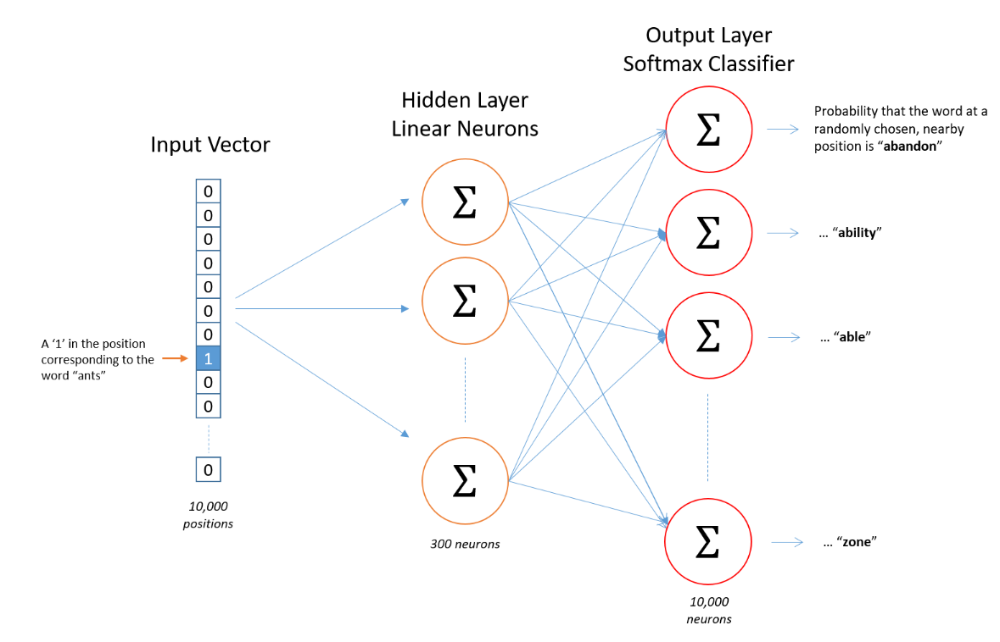 Output Layer
Softmax Classifier
Hidden Layer
Linear Neurons
Input Vector
0
0
0
0
0
0
0
1
0
0
0
A ‘1’ in the position
corresponding to the
word “ants”
10,000
positions
Σ
Σ
Σ
300 neurons
Σ
Σ
Σ
Σ
10,000
neurons
Probability that the word at a
randomly chosen, nearby
position is “abandon”
... “ability”
... “able”
... “zone”